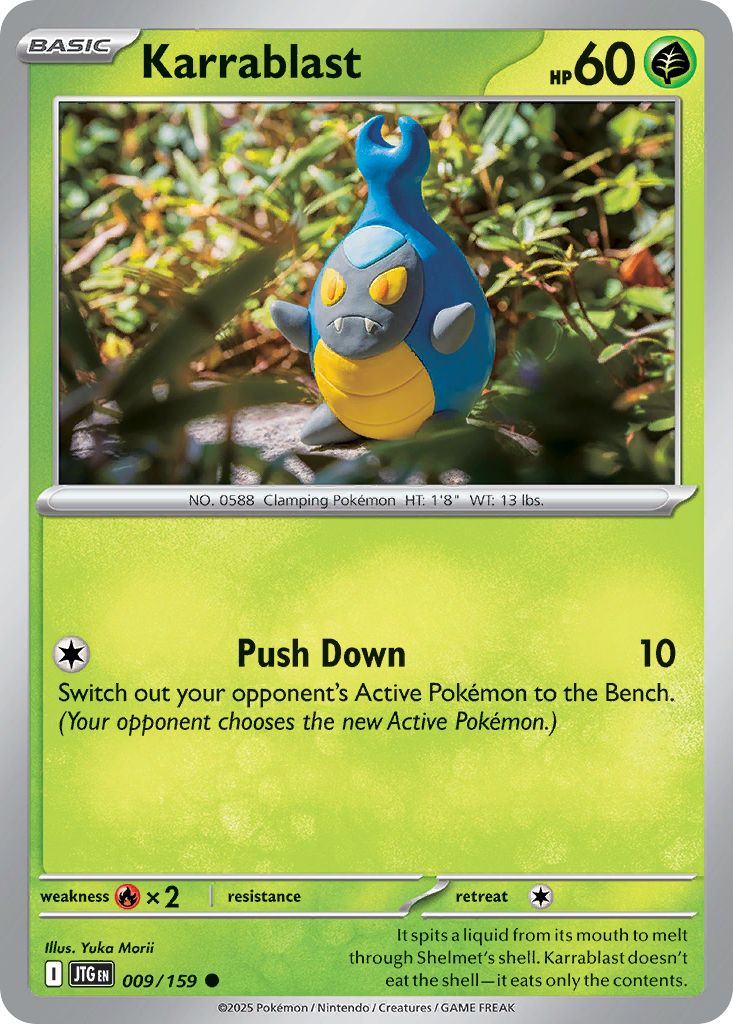 BASIC
Karrablast
HP 60
NO. 0588 Clamping Pokémon HT: 1'8" WT: 13 lbs.
Push Down 10
Switch out your opponent's Active Pokémon to the Bench.
(Your opponent chooses the new Active Pokémon.)
weakness ×2 resistance retreat
Illus. Yuka Morii
I JTG EN 009/159
It spits a liquid from its mouth to melt
through Shelmet's shell. Karrablast doesn't
eat the shell—it eats only the contents.
©2025 Pokémon / Nintendo / Creatures / GAME FREAK